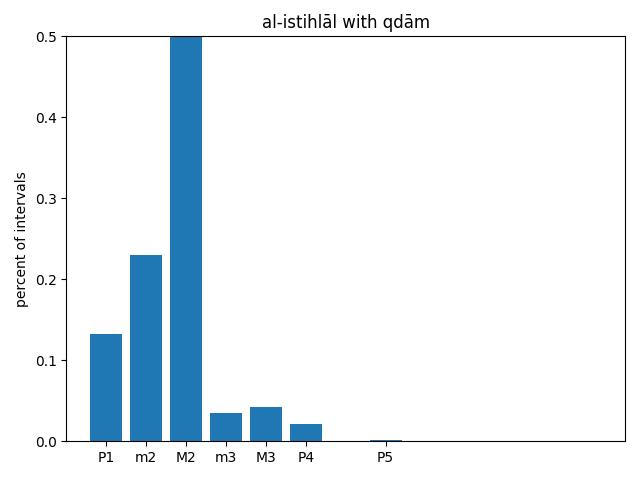 al-istihlāl with qdām
percent of intervals
0.5
0.4
0.3
0.2
0.1
0.0
P1 m2 M2 m3 M3 P4 P5